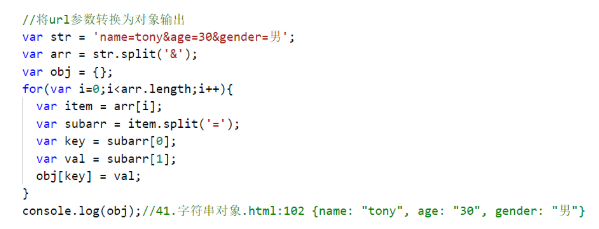 //将url参数转换为对象输出
var str = 'name=tony&age=30&gender=男';
var arr = str.split('&');
var obj = {};
for(var i=0;i<arr.length;i++){
var item = arr[i];
var subarr = item.split('=');
var key = subarr[0];
var val = subarr[1];
obj[key] = val;
}
console.log(obj);//41.字符串对象.html:102 {name: "tony", age: "30", gender: "男"}